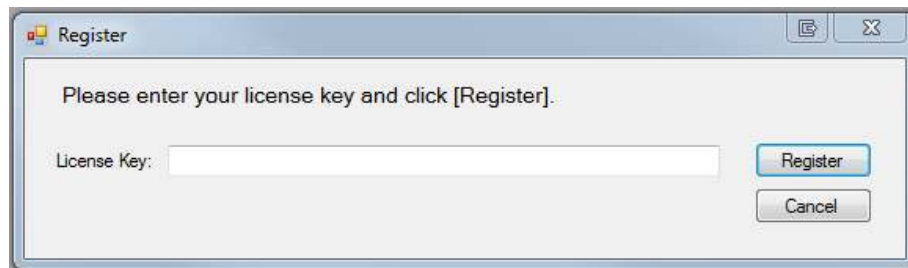 Register
Please enter your license key and click [Register].
License Key:
Register
Cancel